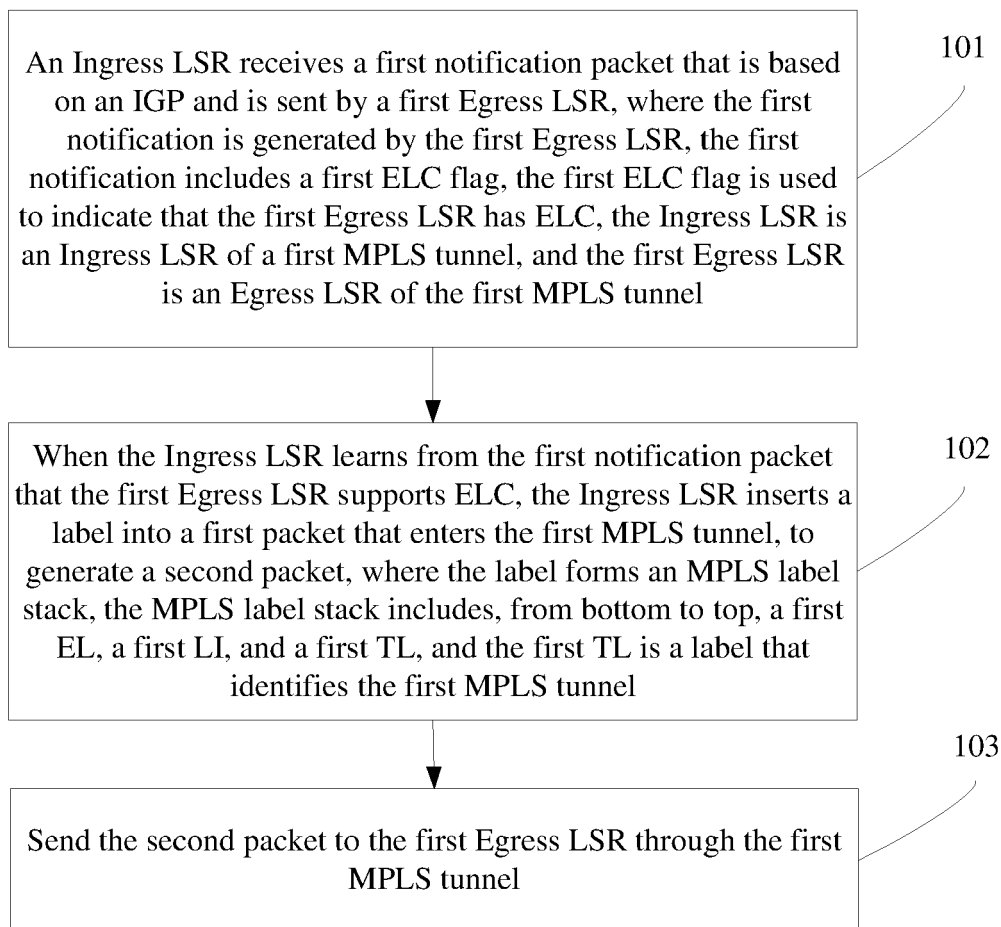 An Ingress LSR receives a first notification packet that is based
on an IGP and is sent by a first Egress LSR, where the first
notification is generated by the first Egress LSR, the first
notification includes a first ELC flag, the first ELC flag is used
to indicate that the first Egress LSR has ELC, the Ingress LSR is
an Ingress LSR of a first MPLS tunnel, and the first Egress LSR
is an Egress LSR of the first MPLS tunnel
101
When the Ingress LSR learns from the first notification packet
that the first Egress LSR supports ELC, the Ingress LSR inserts a
label into a first packet that enters the first MPLS tunnel, to
generate a second packet, where the label forms an MPLS label
stack, the MPLS label stack includes, from bottom to top, a first
EL, a first LI, and a first TL, and the first TL is a label that
identifies the first MPLS tunnel
102
Send the second packet to the first Egress LSR through the first
MPLS tunnel
103